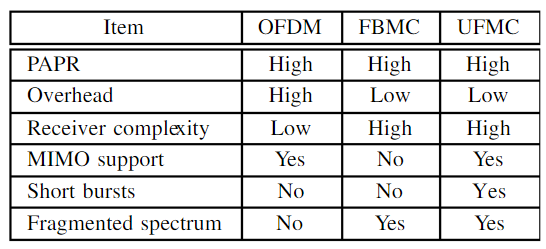 Item OFDM FBMC UFMC
PAPR High High High
Overhead High Low Low
Receiver complexity Low High High
MIMO support Yes No Yes
Short bursts No No Yes
Fragmented spectrum No Yes Yes